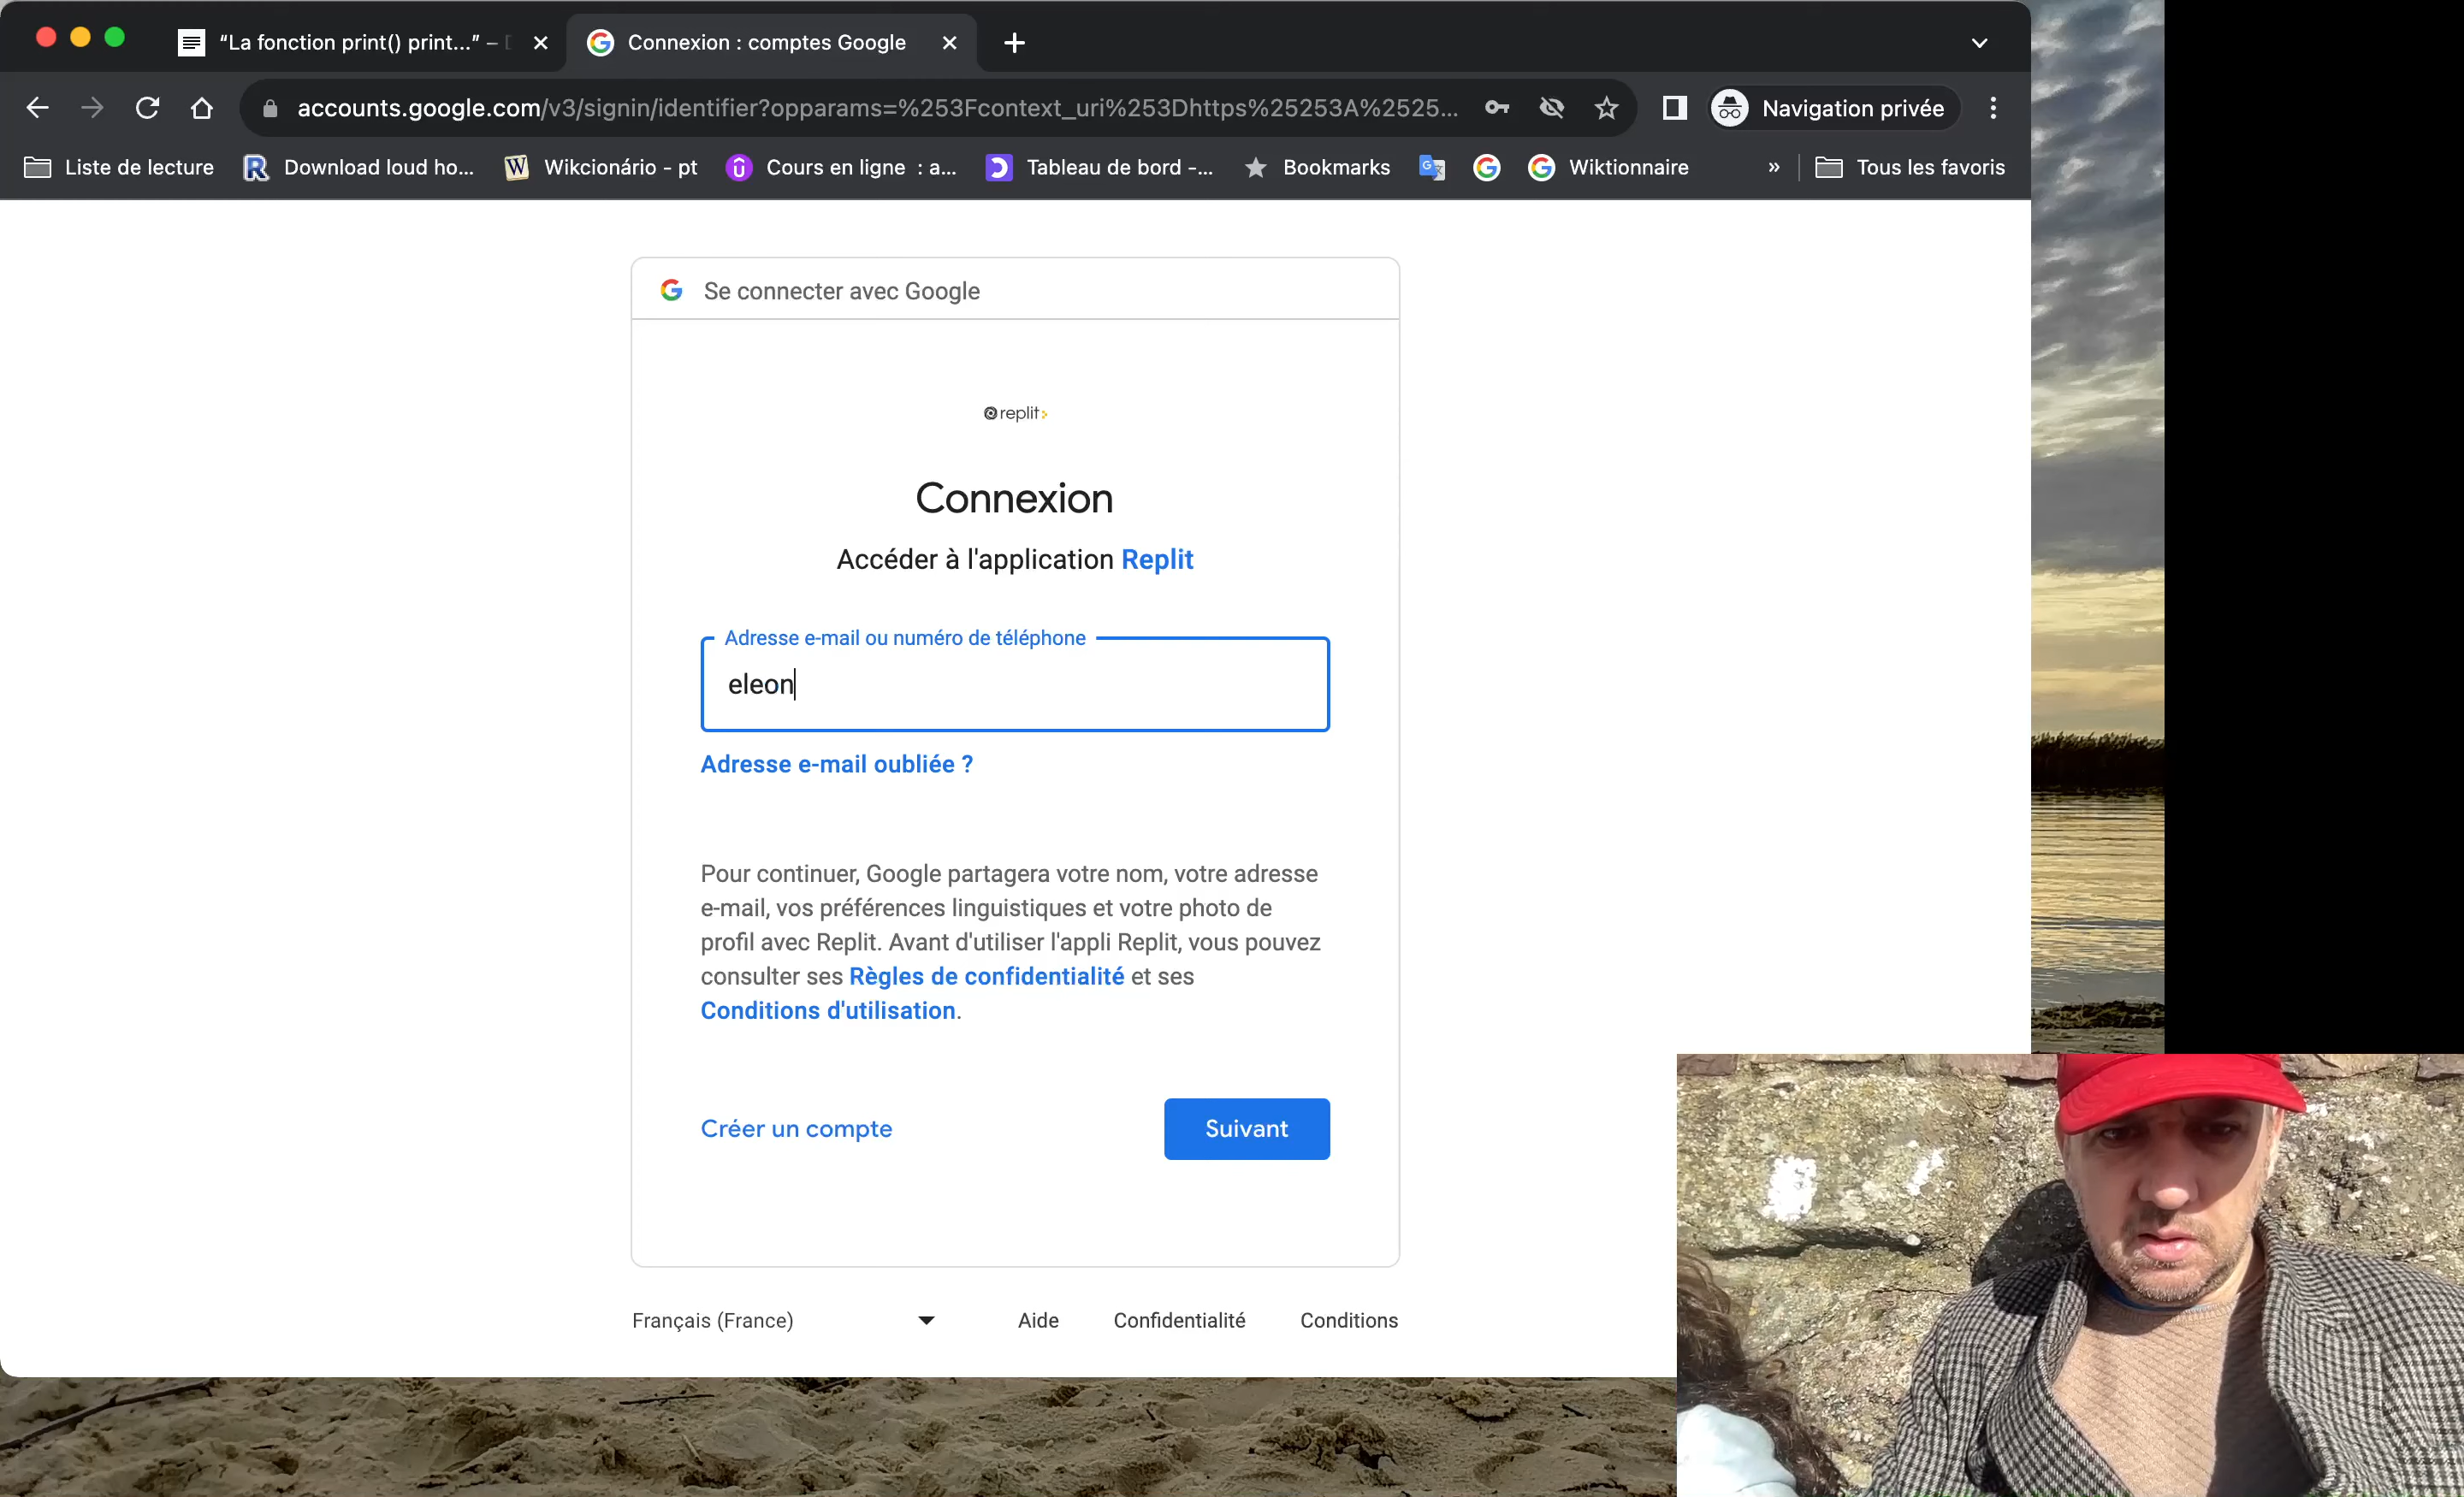 “La fonction print() print...” –
Connexion : comptes Google
accounts.google.com/v3/signin/identifier?opparams=%253Fcontext_uri%253Dhttps%25253A%2525...
Navigation privée
Liste de lecture
Download loud ho...
Wikcionário - pt
Cours en ligne : a...
Tableau de bord -...
Bookmarks
Wiktionnaire
»
Tous les favoris
Se connecter avec Google
replit
Connexion
Accéder à l'application Replit
Adresse e-mail ou numéro de téléphone
eleon
Adresse e-mail oubliée ?
Pour continuer, Google partagera votre nom, votre adresse
e-mail, vos préférences linguistiques et votre photo de
profil avec Replit. Avant d'utiliser l'appli Replit, vous pouvez
consulter ses Règles de confidentialité et ses
Conditions d'utilisation.
Créer un compte
Suivant
Français (France)
Aide
Confidentialité
Conditions